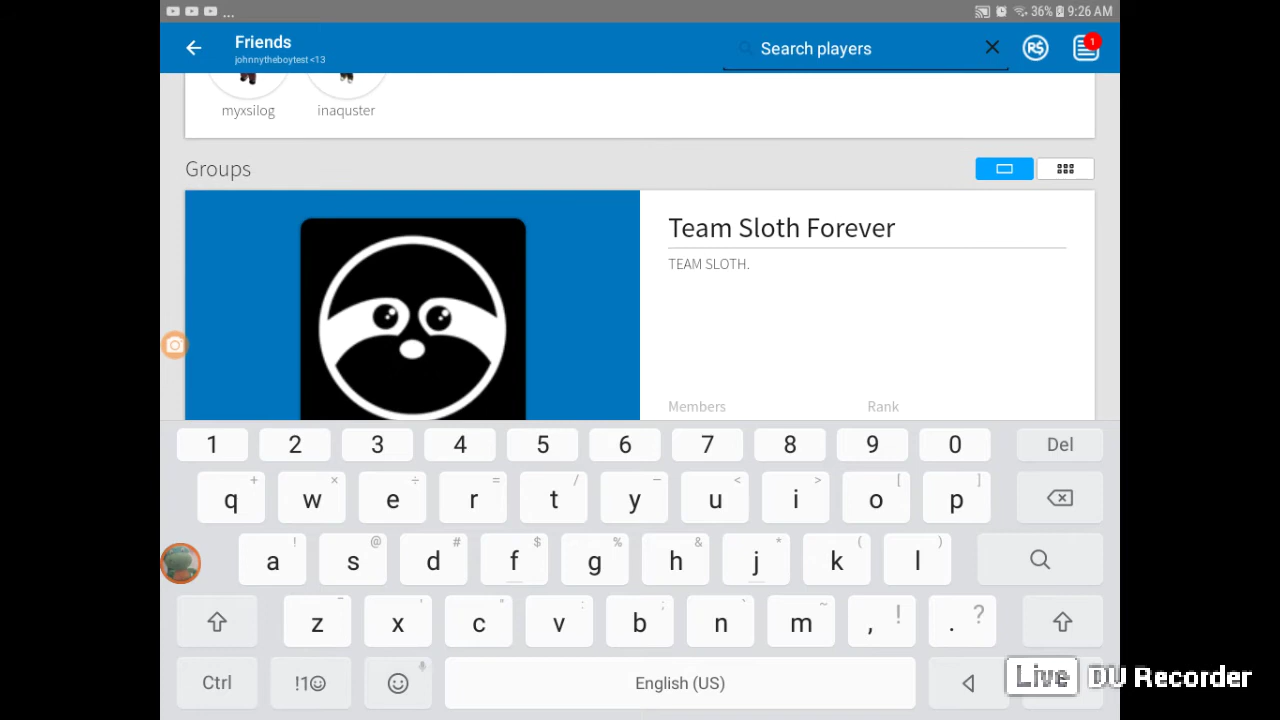 ... 36% 9:26 AM
Friends
johnnytheboytest <13
Search players
R$
1
myxsilog inaquster
Groups
Team Sloth Forever
TEAM SLOTH.
Members Rank
1 2 3 4 5 6 7 8 9 0 Del
+ × ÷ = / _ < > [ ]
q w e r t y u i o p
! @ # $ % & * ( )
a s d f g h j k l
- ' " : ; ` ~ ! ?
z x c v b n m , .
Ctrl !1☺ English (US)
Live DU Recorder